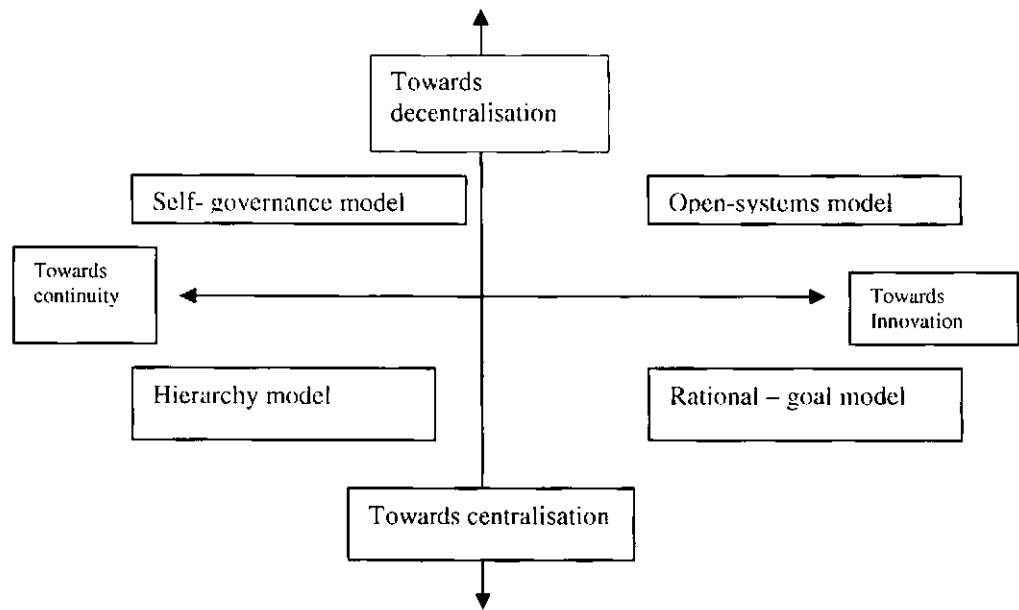 Towards
decentralisation
Self- governance model
Open-systems model
Towards
continuity
Towards
Innovation
Hierarchy model
Rational – goal model
Towards centralisation